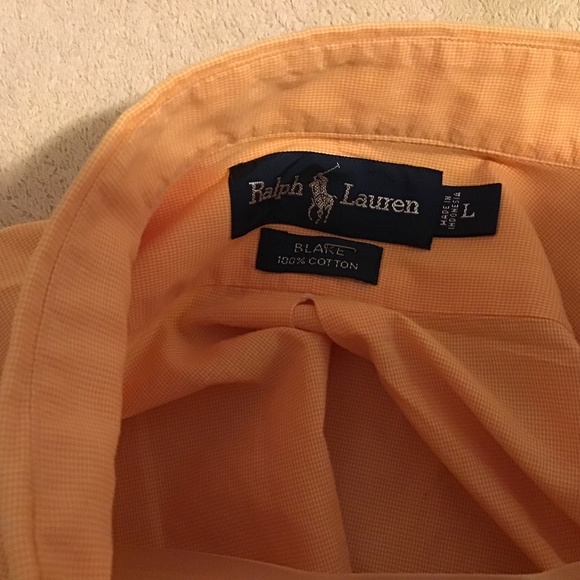 Ralph Lauren
BLAKE
100% COTTON
MADE IN
INDONESIA
L